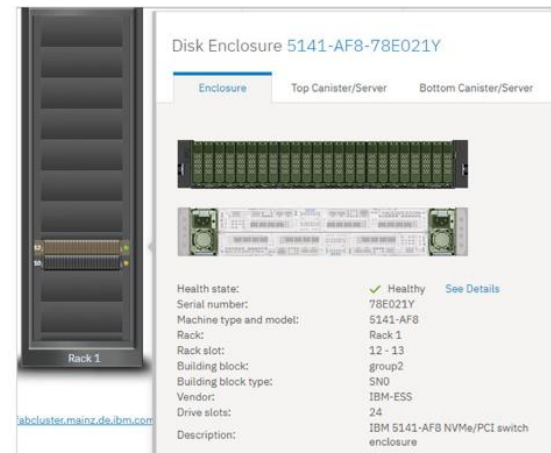 Disk Enclosure 5141-AF8-78E021Y
Enclosure Top Canister/Server Bottom Canister/Server
Health state: Healthy See Details
Serial number: 78E021Y
Machine type and model: 5141-AF8
Rack: Rack 1
Rack slot: 12 - 13
Building block: group2
Building block type: SN0
Vendor: IBM-ESS
Drive slots: 24
Description: IBM 5141-AF8 NVMe/PCI switch
enclosure
12
10
Rack 1
fabcluster.mainz.de.ibm.com